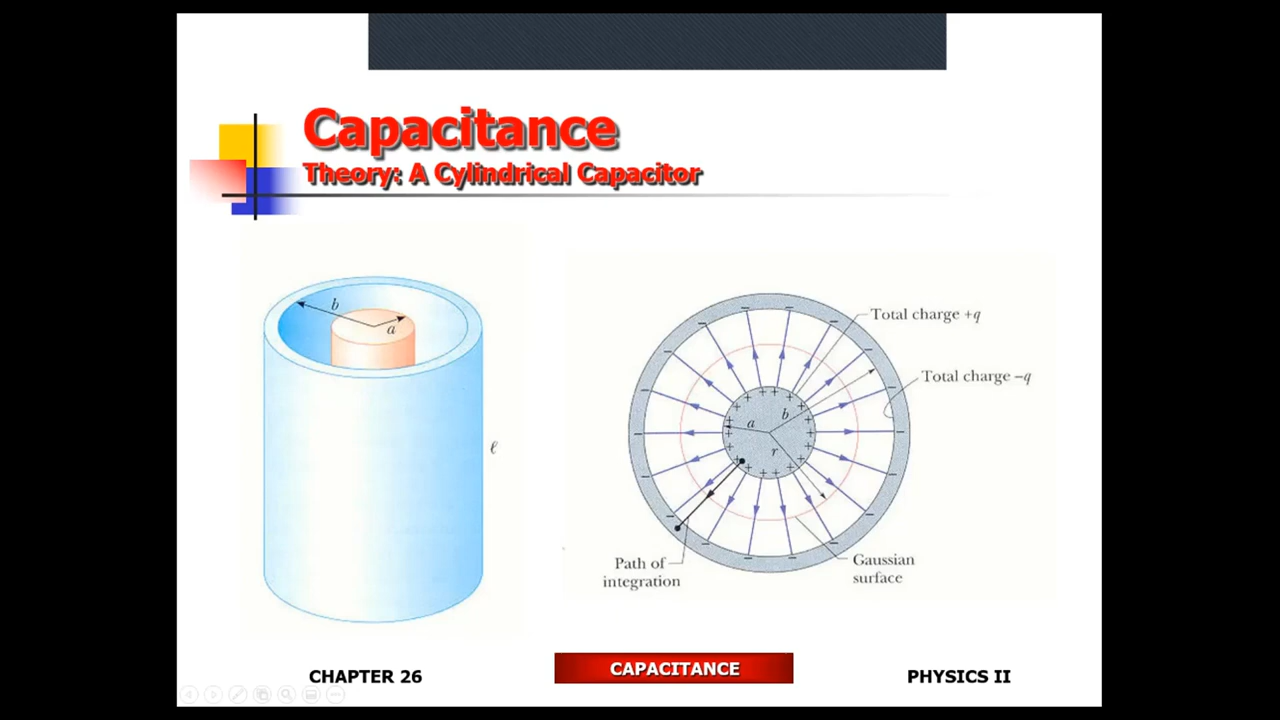 Capacitance
Theory: A Cylindrical Capacitor
b
a
ℓ
Total charge +q
Total charge –q
b
a
r
Path of
integration
Gaussian
surface
CHAPTER 26
CAPACITANCE
PHYSICS II